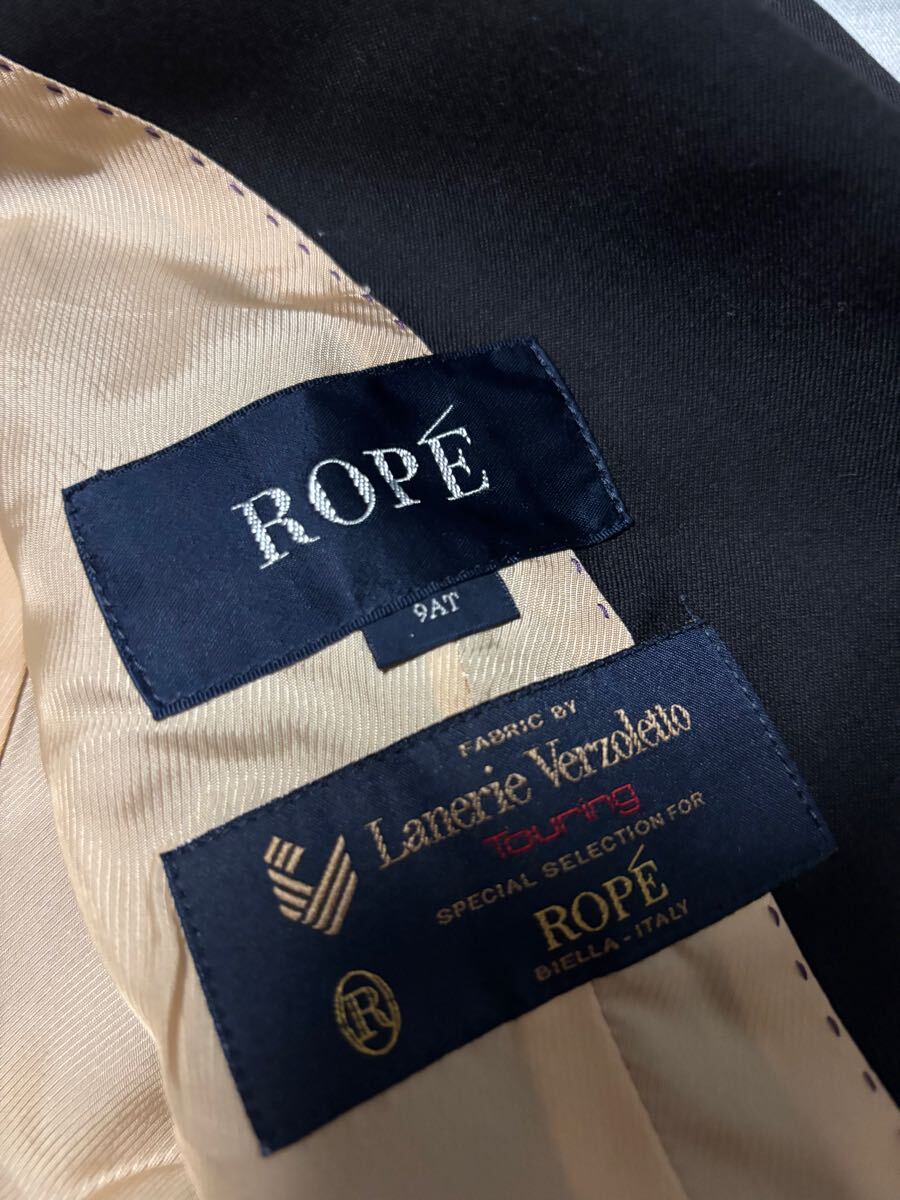 ROPÉ
9AT
FABRIC BY
Lanerie Verzoletto
Touring
SPECIAL SELECTION FOR
ROPÉ
BIELLA - ITALY
R